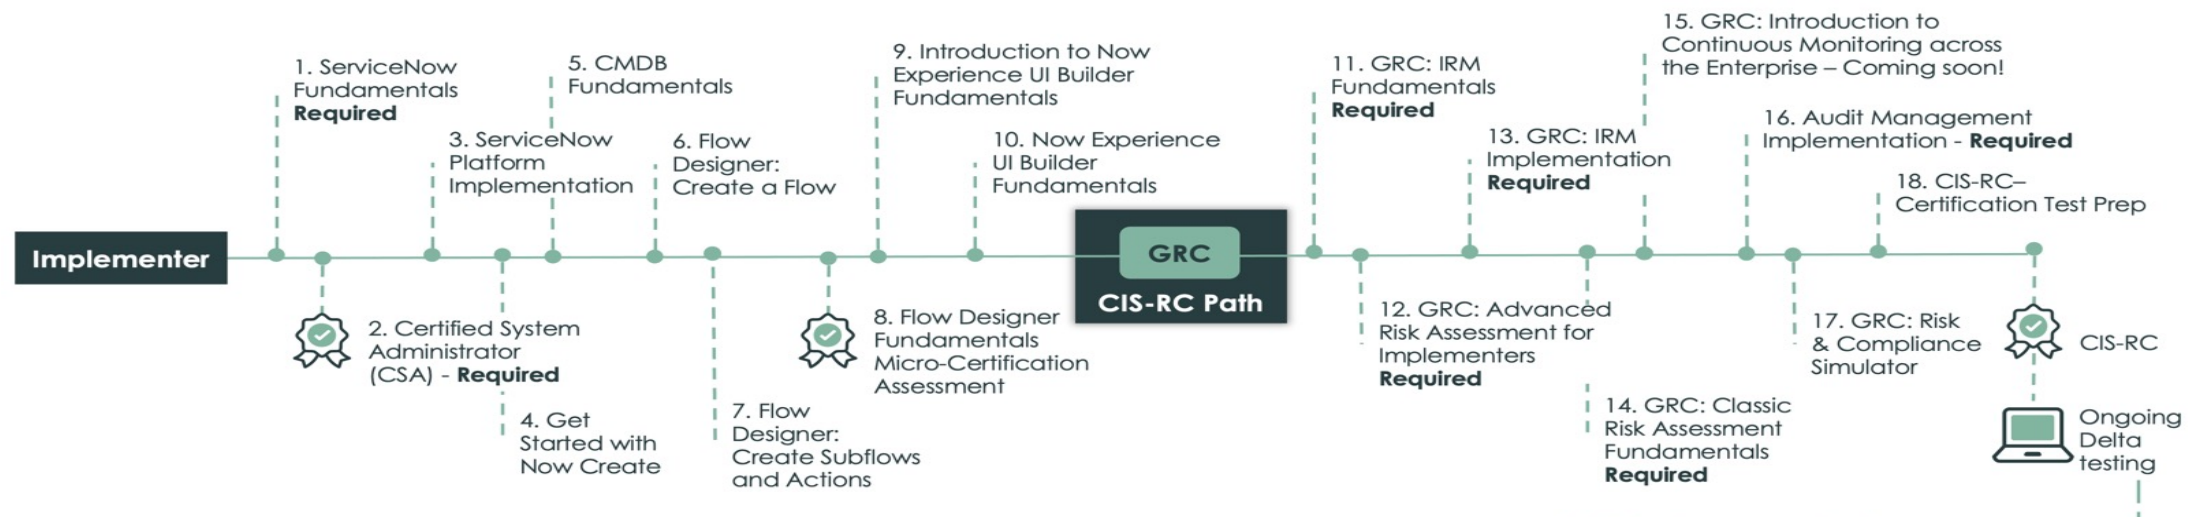 Implementer
1. ServiceNow
Fundamentals
Required
2. Certified System
Administrator
(CSA) - Required
3. ServiceNow
Platform
Implementation
4. Get
Started with
Now Create
5. CMDB
Fundamentals
6. Flow
Designer:
Create a Flow
7. Flow
Designer:
Create Subflows
and Actions
8. Flow Designer
Fundamentals
Micro-Certification
Assessment
9. Introduction to Now
Experience UI Builder
Fundamentals
10. Now Experience
UI Builder
Fundamentals
GRC
CIS-RC Path
11. GRC: IRM
Fundamentals
Required
12. GRC: Advanced
Risk Assessment for
Implementers
Required
13. GRC: IRM
Implementation
Required
14. GRC: Classic
Risk Assessment
Fundamentals
Required
15. GRC: Introduction to
Continuous Monitoring across
the Enterprise – Coming soon!
16. Audit Management
Implementation - Required
17. GRC: Risk
& Compliance
Simulator
18. CIS-RC–
Certification Test Prep
CIS-RC
Ongoing
Delta
testing